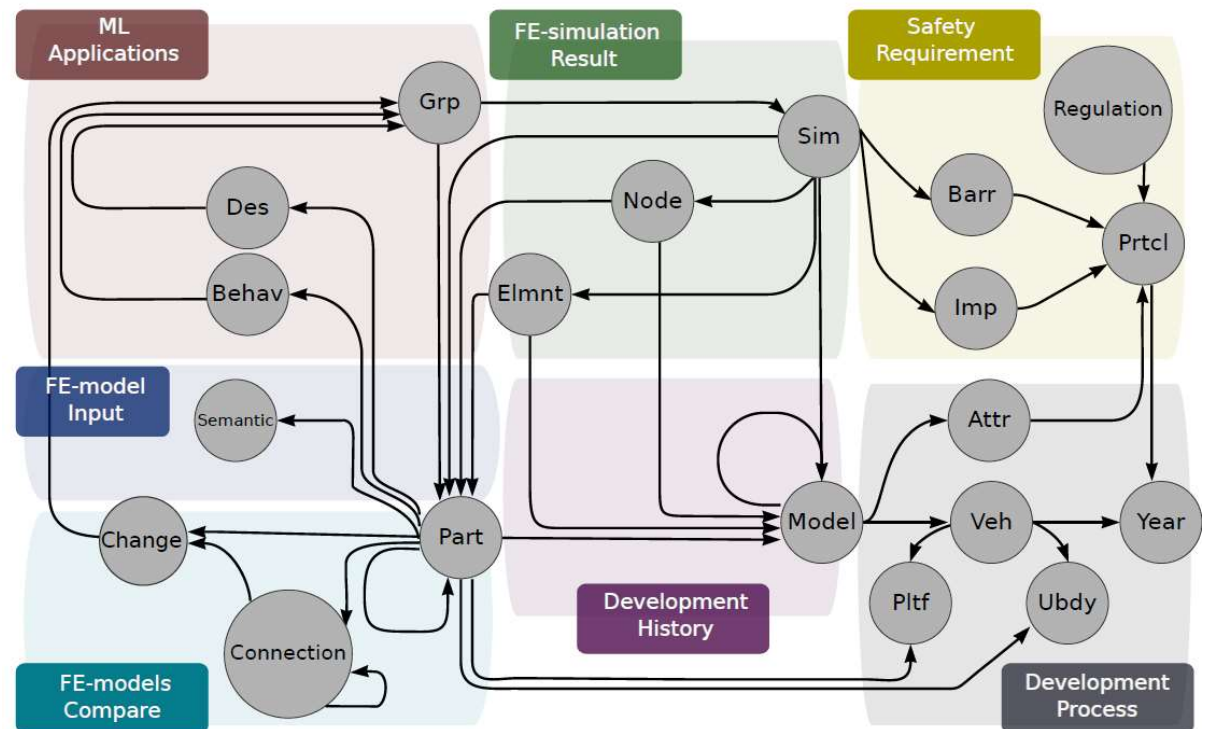 ML
Applications
FE-simulation
Result
Safety
Requirement
Grp
Sim
Regulation
Des
Node
Barr
Prtcl
Behav
Elmnt
Imp
FE-model
Input
Semantic
Attr
Change
Part
Model
Veh
Year
Pltf
Ubdy
Development
History
Connection
FE-models
Compare
Development
Process